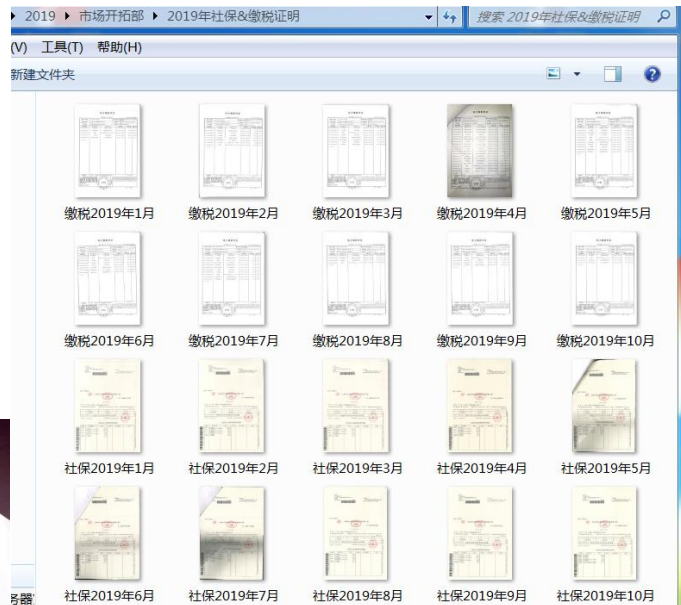 2019 ▸ 市场开拓部 ▸ 2019年社保&缴税证明
搜索 2019年社保&缴税证明
(V) 工具(T) 帮助(H)
新建文件夹
缴税2019年1月 缴税2019年2月 缴税2019年3月 缴税2019年4月 缴税2019年5月
缴税2019年6月 缴税2019年7月 缴税2019年8月 缴税2019年9月 缴税2019年10月
社保2019年1月 社保2019年2月 社保2019年3月 社保2019年4月 社保2019年5月
社保2019年6月 社保2019年7月 社保2019年8月 社保2019年9月 社保2019年10月
务器